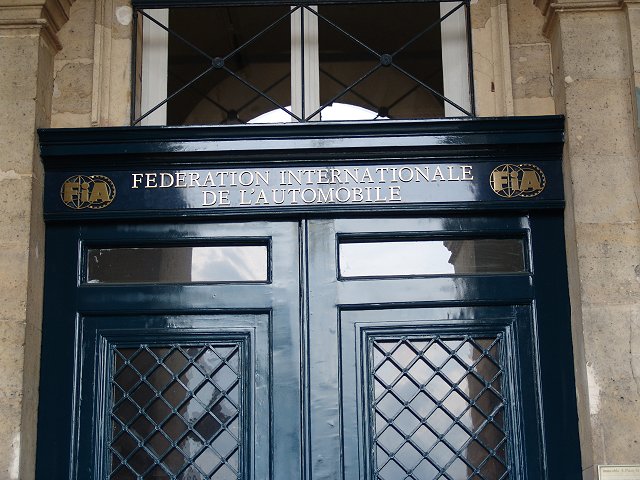 FIA
FEDERATION INTERNATIONALE
DE L'AUTOMOBILE
FIA